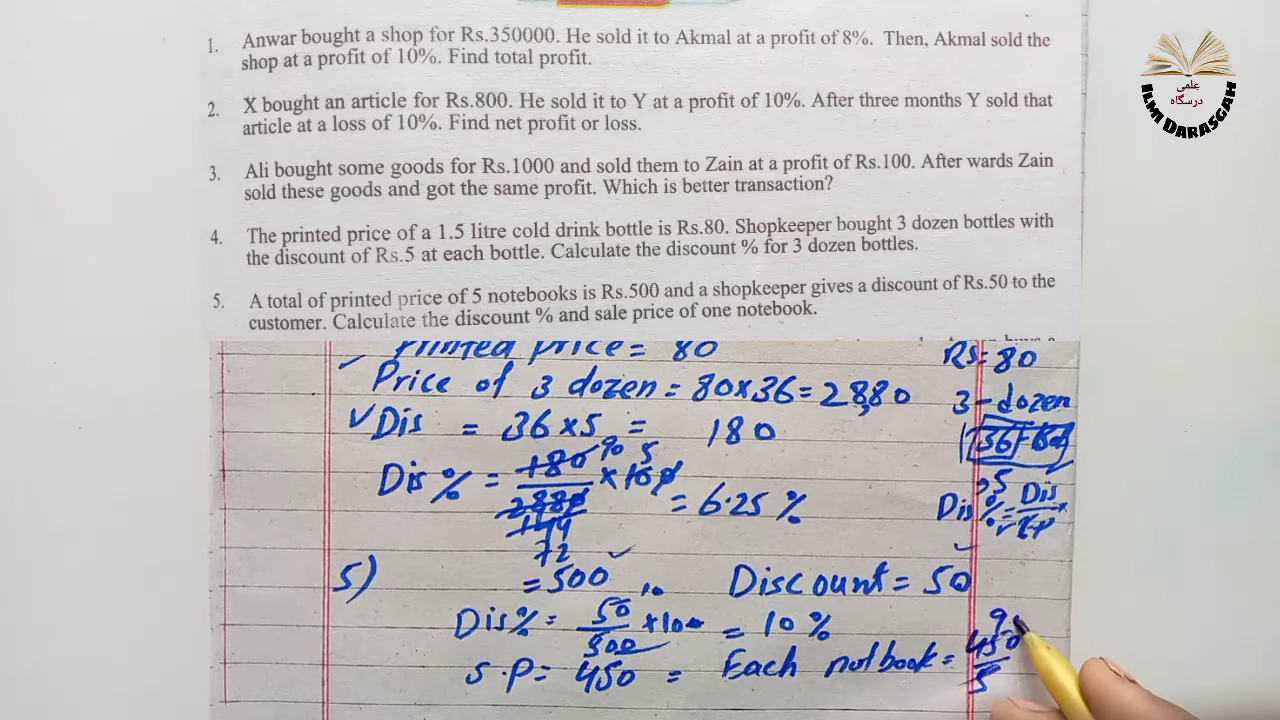 1. Anwar bought a shop for Rs.350000. He sold it to Akmal at a profit of 8%. Then, Akmal sold the
shop at a profit of 10%. Find total profit.
2. X bought an article for Rs.800. He sold it to Y at a profit of 10%. After three months Y sold that
article at a loss of 10%. Find net profit or loss.
3. Ali bought some goods for Rs.1000 and sold them to Zain at a profit of Rs.100. After wards Zain
sold these goods and got the same profit. Which is better transaction?
4. The printed price of a 1.5 litre cold drink bottle is Rs.80. Shopkeeper bought 3 dozen bottles with
the discount of Rs.5 at each bottle. Calculate the discount % for 3 dozen bottles.
5. A total of printed price of 5 notebooks is Rs.500 and a shopkeeper gives a discount of Rs.50 to the
customer. Calculate the discount % and sale price of one notebook.
علمی
درسگاہ
ILMI DARASGAH
Printed price = 80
Rs = 80
Price of 3 dozen = 80×36 = 2880
3-dozen
Dis = 36×5 = 180
36
Dis % = 180 × 100 = 6.25 %
2880
144
72
Dis % = Dis
5) = 500 Discount = 50
Dis% = 50 ×100 = 10 %
500
S.P = 450 = Each notbook = 450
5